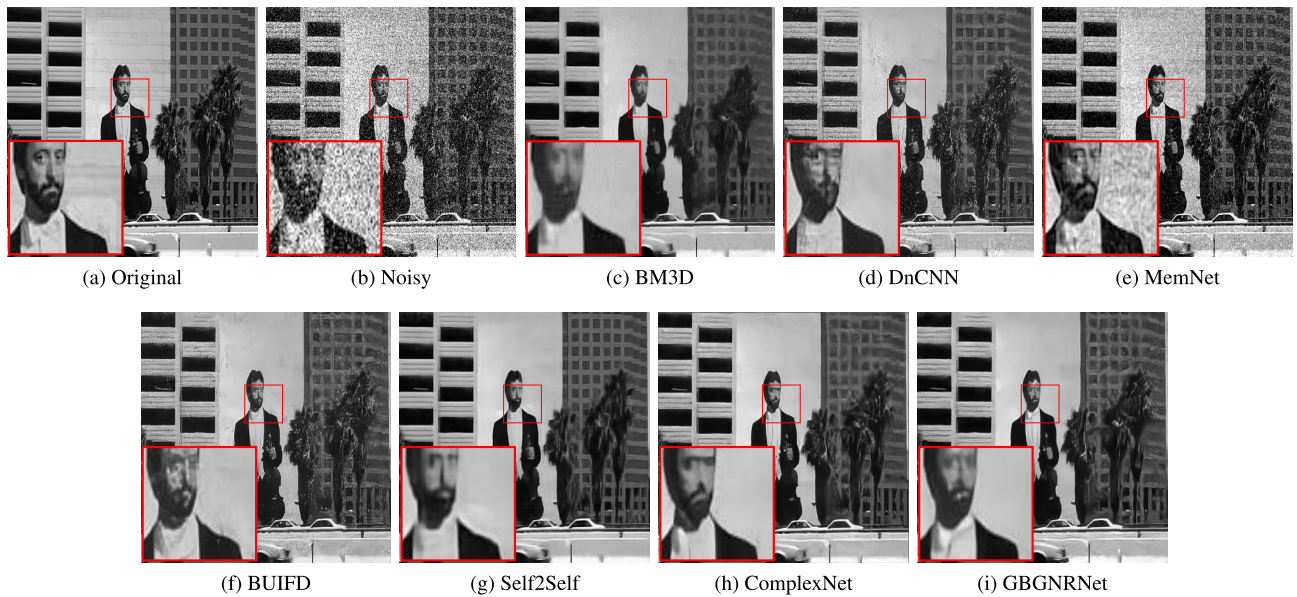 (a) Original
(b) Noisy
(c) BM3D
(d) DnCNN
(e) MemNet
(f) BUIFD
(g) Self2Self
(h) ComplexNet
(i) GBGNRNet